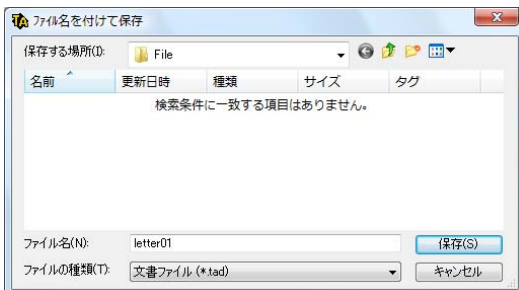 ﾌｧｲﾙ名を付けて保存
保存する場所(I):
File
名前 更新日時 種類 サイズ タグ
検索条件に一致する項目はありません。
ファイル名(N):
letter01
保存(S)
ファイルの種類(T):
文書ファイル (*.tad)
キャンセル